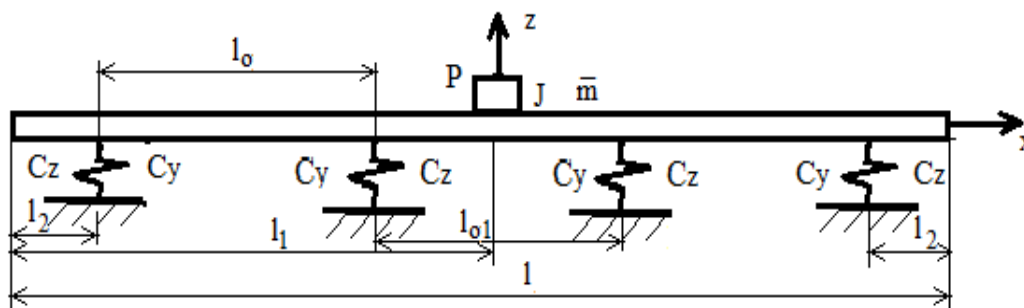 z
l₀
P
J m̄
x
Cz Cy Cy Cz Cy Cz Cy Cz
l₂ l₁ l₀₁ l₂
l